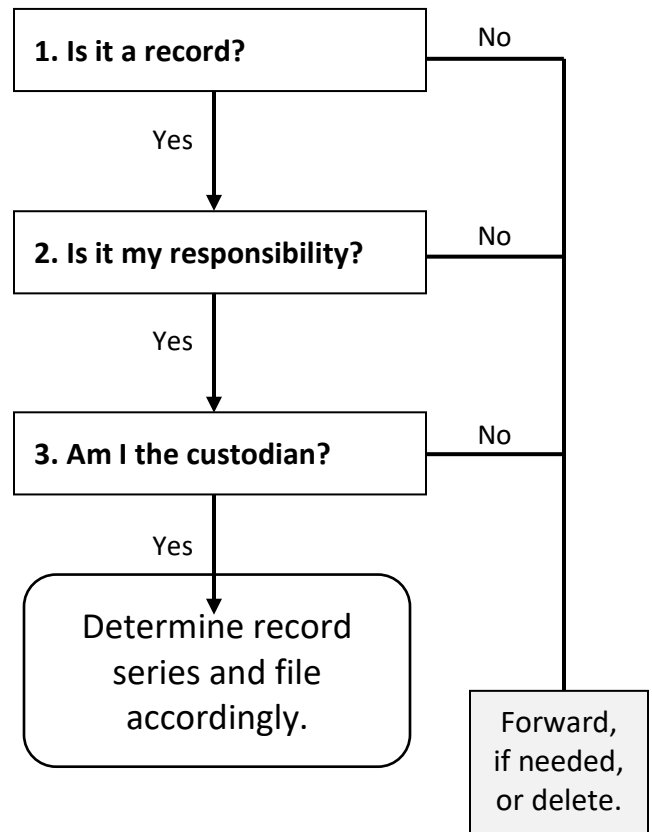 1. Is it a record?
No
Yes
2. Is it my responsibility?
No
Yes
3. Am I the custodian?
No
Yes
Determine record
series and file
accordingly.
Forward,
if needed,
or delete.